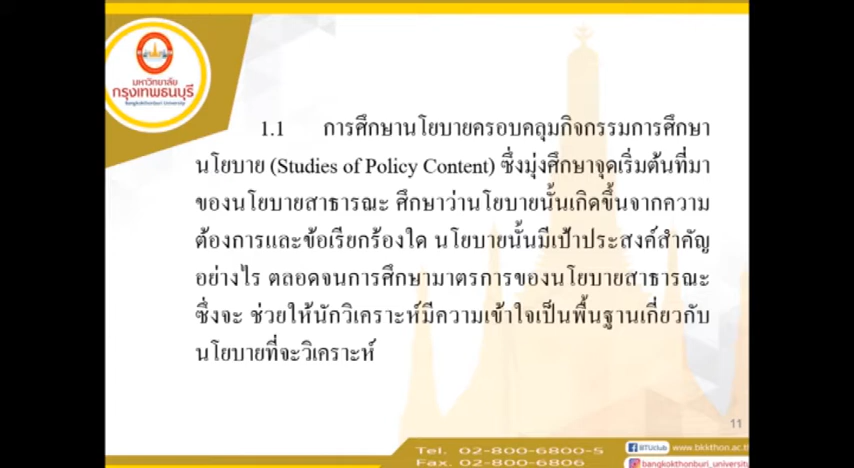 มหาวิทยาลัย
กรุงเทพธนบุรี
Bangkokthonburi University
1.1 การศึกษานโยบายครอบคลุมกิจกรรมการศึกษา
นโยบาย (Studies of Policy Content) ซึ่งมุ่งศึกษาจุดเริ่มต้นที่มา
ของนโยบายสาธารณะ ศึกษาว่านโยบายนั้นเกิดขึ้นจากความ
ต้องการและข้อเรียกร้องใด นโยบายนั้นมีเป้าประสงค์สำคัญ
อย่างไร ตลอดจนการศึกษามาตรการของนโยบายสาธารณะ
ซึ่งจะ ช่วยให้นักวิเคราะห์มีความเข้าใจเป็นพื้นฐานเกี่ยวกับ
นโยบายที่จะวิเคราะห์
11
Tel. 02-800-6800-5
Fax. 02-800-6806
BTUclub www.bkkthon.ac.t
bangkokthonburi_university